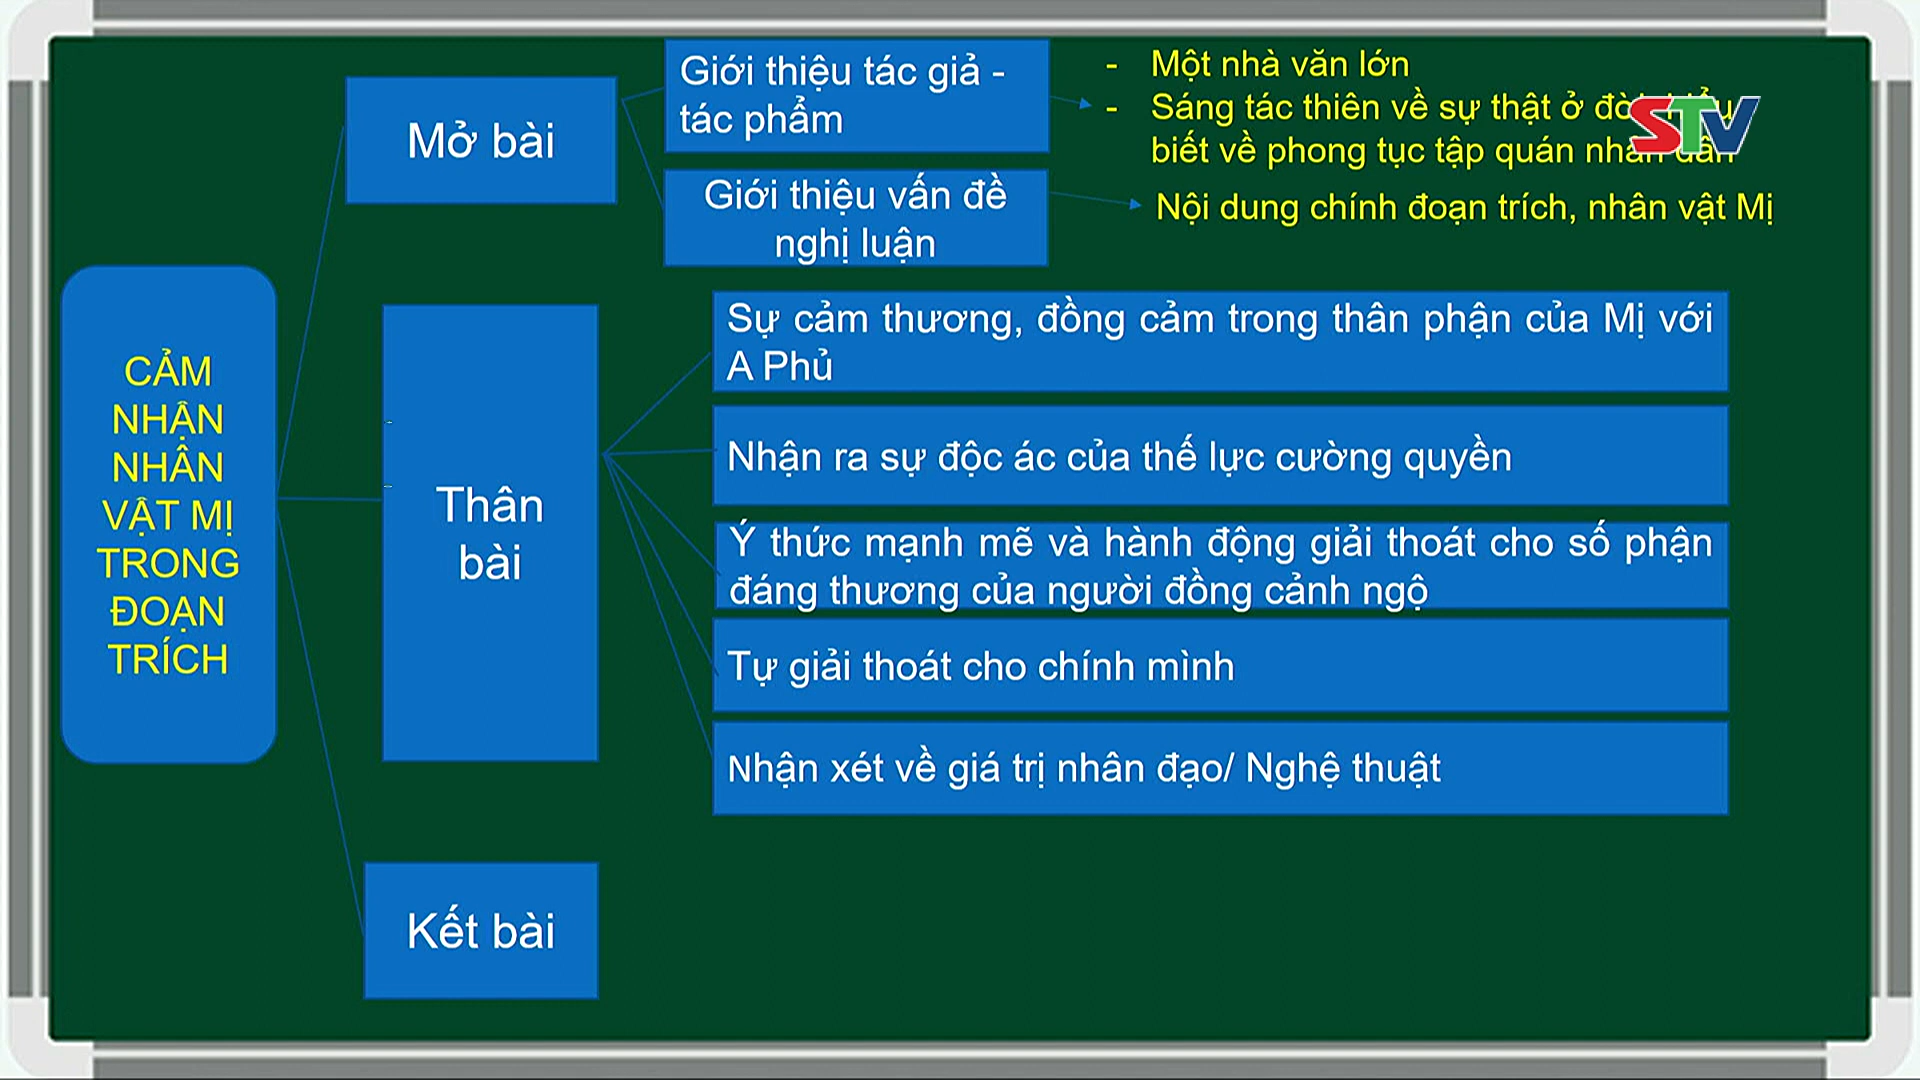 CẢM
NHẬN
NHÂN
VẬT MỊ
TRONG
ĐOẠN
TRÍCH
Mở bài
Giới thiệu tác giả -
tác phẩm
- Một nhà văn lớn
- Sáng tác thiên về sự thật ở
biết về phong tục tập quán
STV
Giới thiệu vấn đề
nghị luận
Nội dung chính đoạn trích, nhân vật Mị
Thân
bài
Sự cảm thương, đồng cảm trong thân phận của Mị với
A Phủ
Nhận ra sự độc ác của thế lực cường quyền
Ý thức mạnh mẽ và hành động giải thoát cho số phận
đáng thương của người đồng cảnh ngộ
Tự giải thoát cho chính mình
Nhận xét về giá trị nhân đạo/ Nghệ thuật
Kết bài